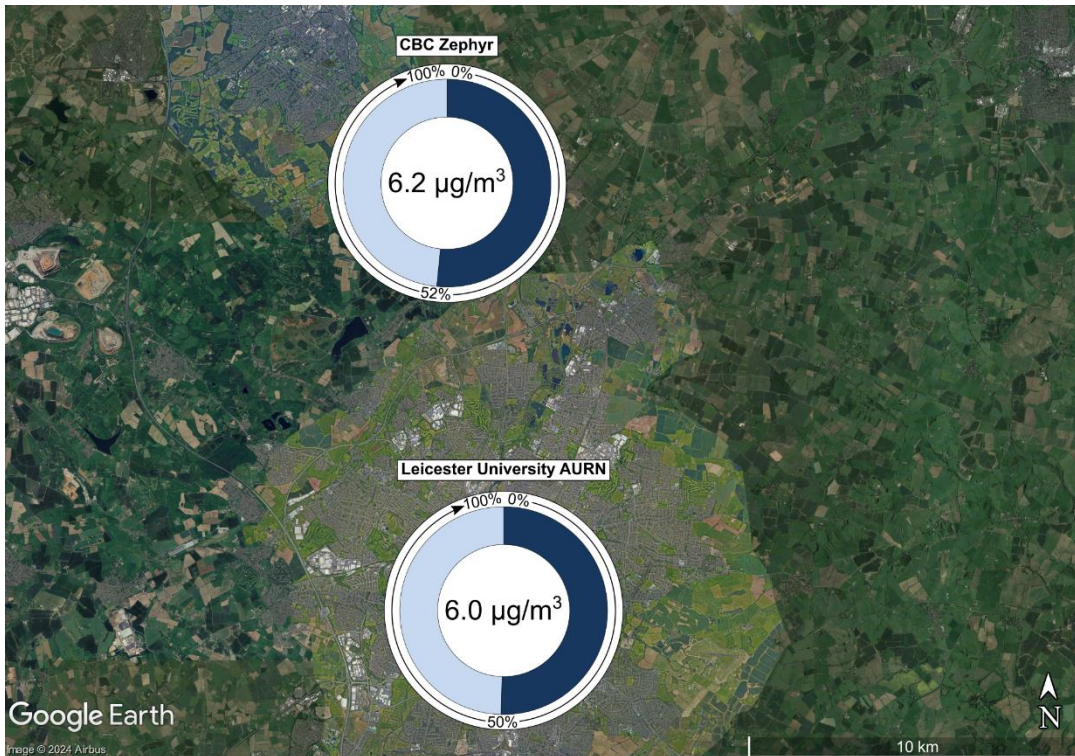 CBC Zephyr
100% 0%
6.2 µg/m³
52%
Leicester University AURN
100% 0%
6.0 µg/m³
50%
Google Earth
Image © 2024 Airbus
N
10 km